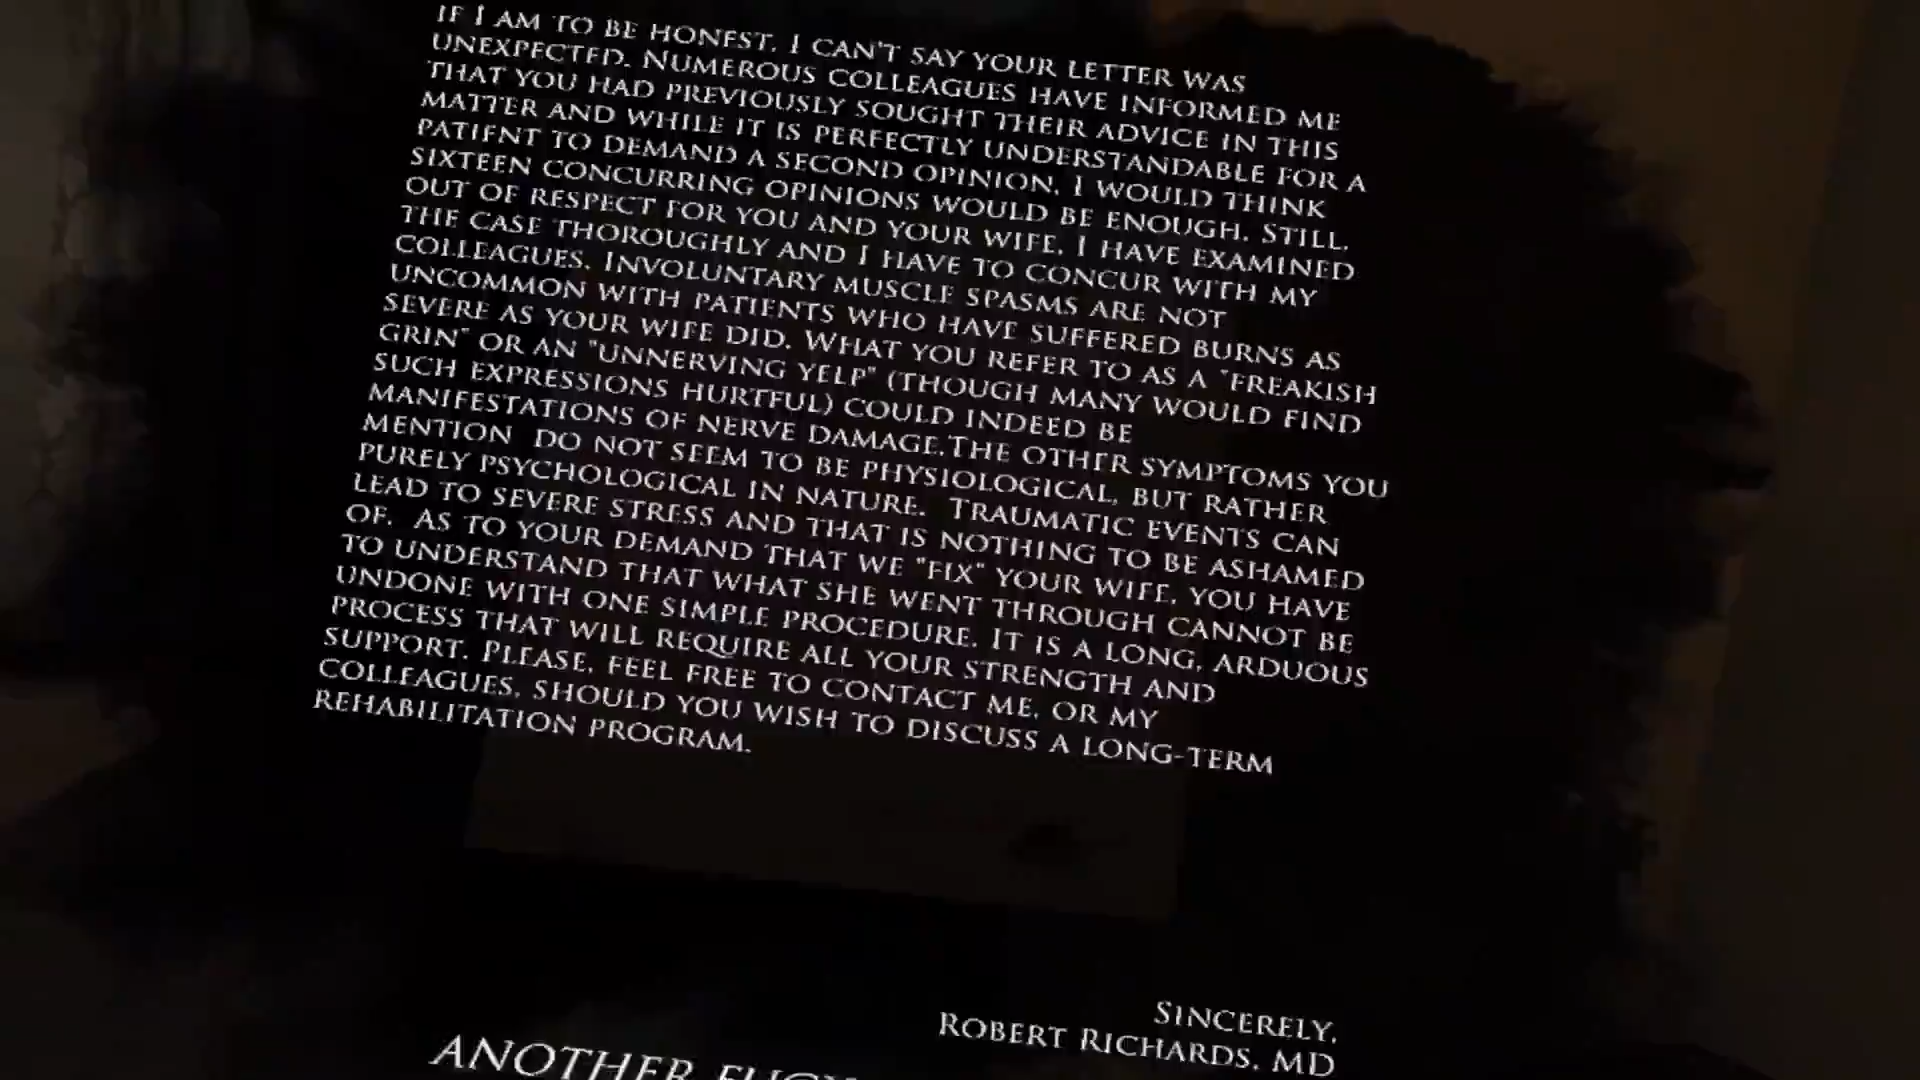 IF I AM TO BE HONEST, I CAN'T SAY YOUR LETTER WAS
UNEXPECTED. NUMEROUS COLLEAGUES HAVE INFORMED ME
THAT YOU HAD PREVIOUSLY SOUGHT THEIR ADVICE IN THIS
MATTER AND WHILE IT IS PERFECTLY UNDERSTANDABLE FOR A
PATIENT TO DEMAND A SECOND OPINION, I WOULD THINK
SIXTEEN CONCURRING OPINIONS WOULD BE ENOUGH. STILL,
OUT OF RESPECT FOR YOU AND YOUR WIFE, I HAVE EXAMINED
THE CASE THOROUGHLY AND I HAVE TO CONCUR WITH MY
COLLEAGUES. INVOLUNTARY MUSCLE SPASMS ARE NOT
UNCOMMON WITH PATIENTS WHO HAVE SUFFERED BURNS AS
SEVERE AS YOUR WIFE DID. WHAT YOU REFER TO AS A "FREAKISH
GRIN" OR AN "UNNERVING YELP" (THOUGH MANY WOULD FIND
SUCH EXPRESSIONS HURTFUL) COULD INDEED BE
MANIFESTATIONS OF NERVE DAMAGE.THE OTHER SYMPTOMS YOU
MENTION DO NOT SEEM TO BE PHYSIOLOGICAL, BUT RATHER
PURELY PSYCHOLOGICAL IN NATURE. TRAUMATIC EVENTS CAN
LEAD TO SEVERE STRESS AND THAT IS NOTHING TO BE ASHAMED
OF. AS TO YOUR DEMAND THAT WE "FIX" YOUR WIFE, YOU HAVE
TO UNDERSTAND THAT WHAT SHE WENT THROUGH CANNOT BE
UNDONE WITH ONE SIMPLE PROCEDURE. IT IS A LONG, ARDUOUS
PROCESS THAT WILL REQUIRE ALL YOUR STRENGTH AND
SUPPORT. PLEASE, FEEL FREE TO CONTACT ME, OR MY
COLLEAGUES, SHOULD YOU WISH TO DISCUSS A LONG-TERM
REHABILITATION PROGRAM.
SINCERELY,
ROBERT RICHARDS, MD
ANOTHER